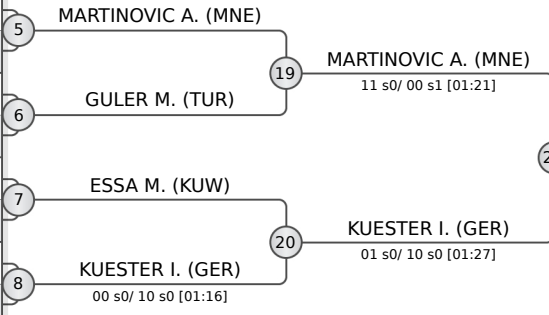 MARTINOVIC A. (MNE)
5
19
MARTINOVIC A. (MNE)
11 s0/ 00 s1 [01:21]
GULER M. (TUR)
6
2
ESSA M. (KUW)
7
20
KUESTER I. (GER)
01 s0/ 10 s0 [01:27]
KUESTER I. (GER)
8
00 s0/ 10 s0 [01:16]